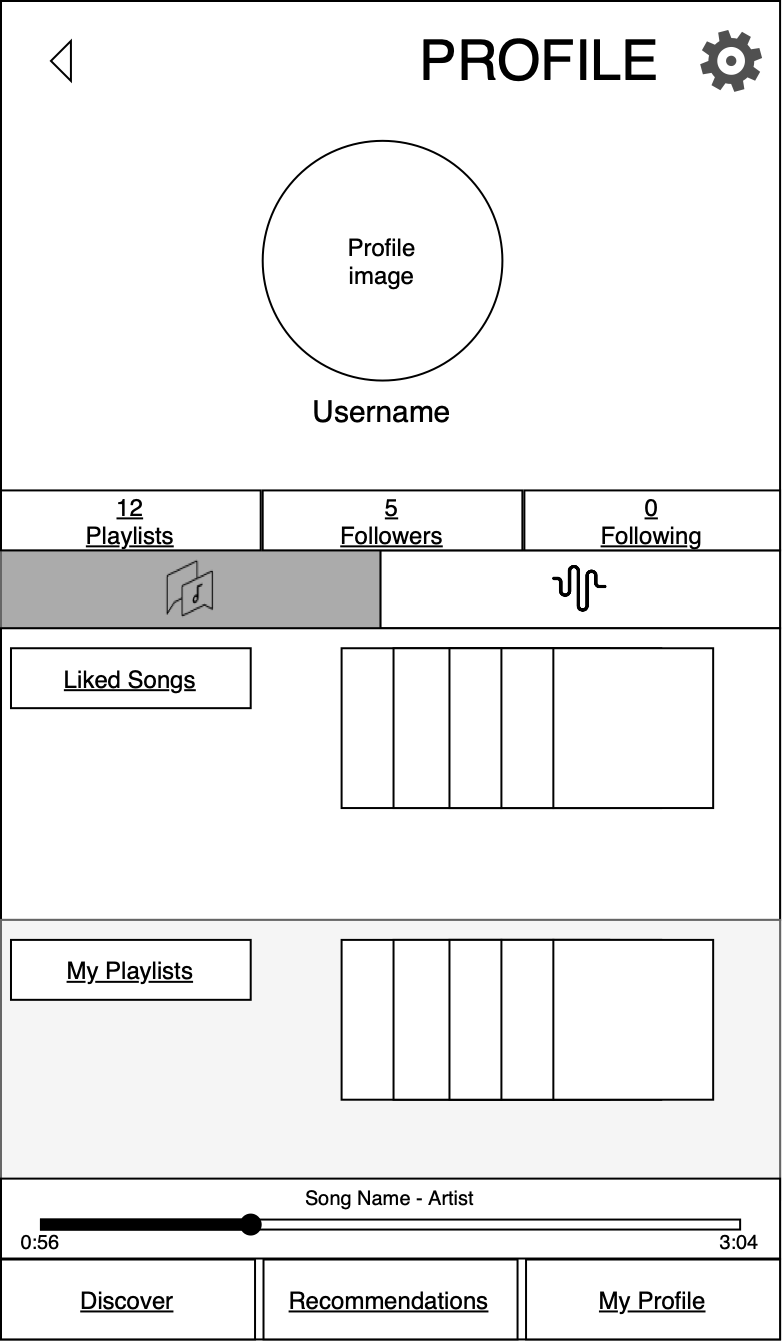 PROFILE
Profile
image
Username
12
Playlists
5
Followers
0
Following
Liked Songs
My Playlists
Song Name - Artist
0:56
3:04
Discover
Recommendations
My Profile